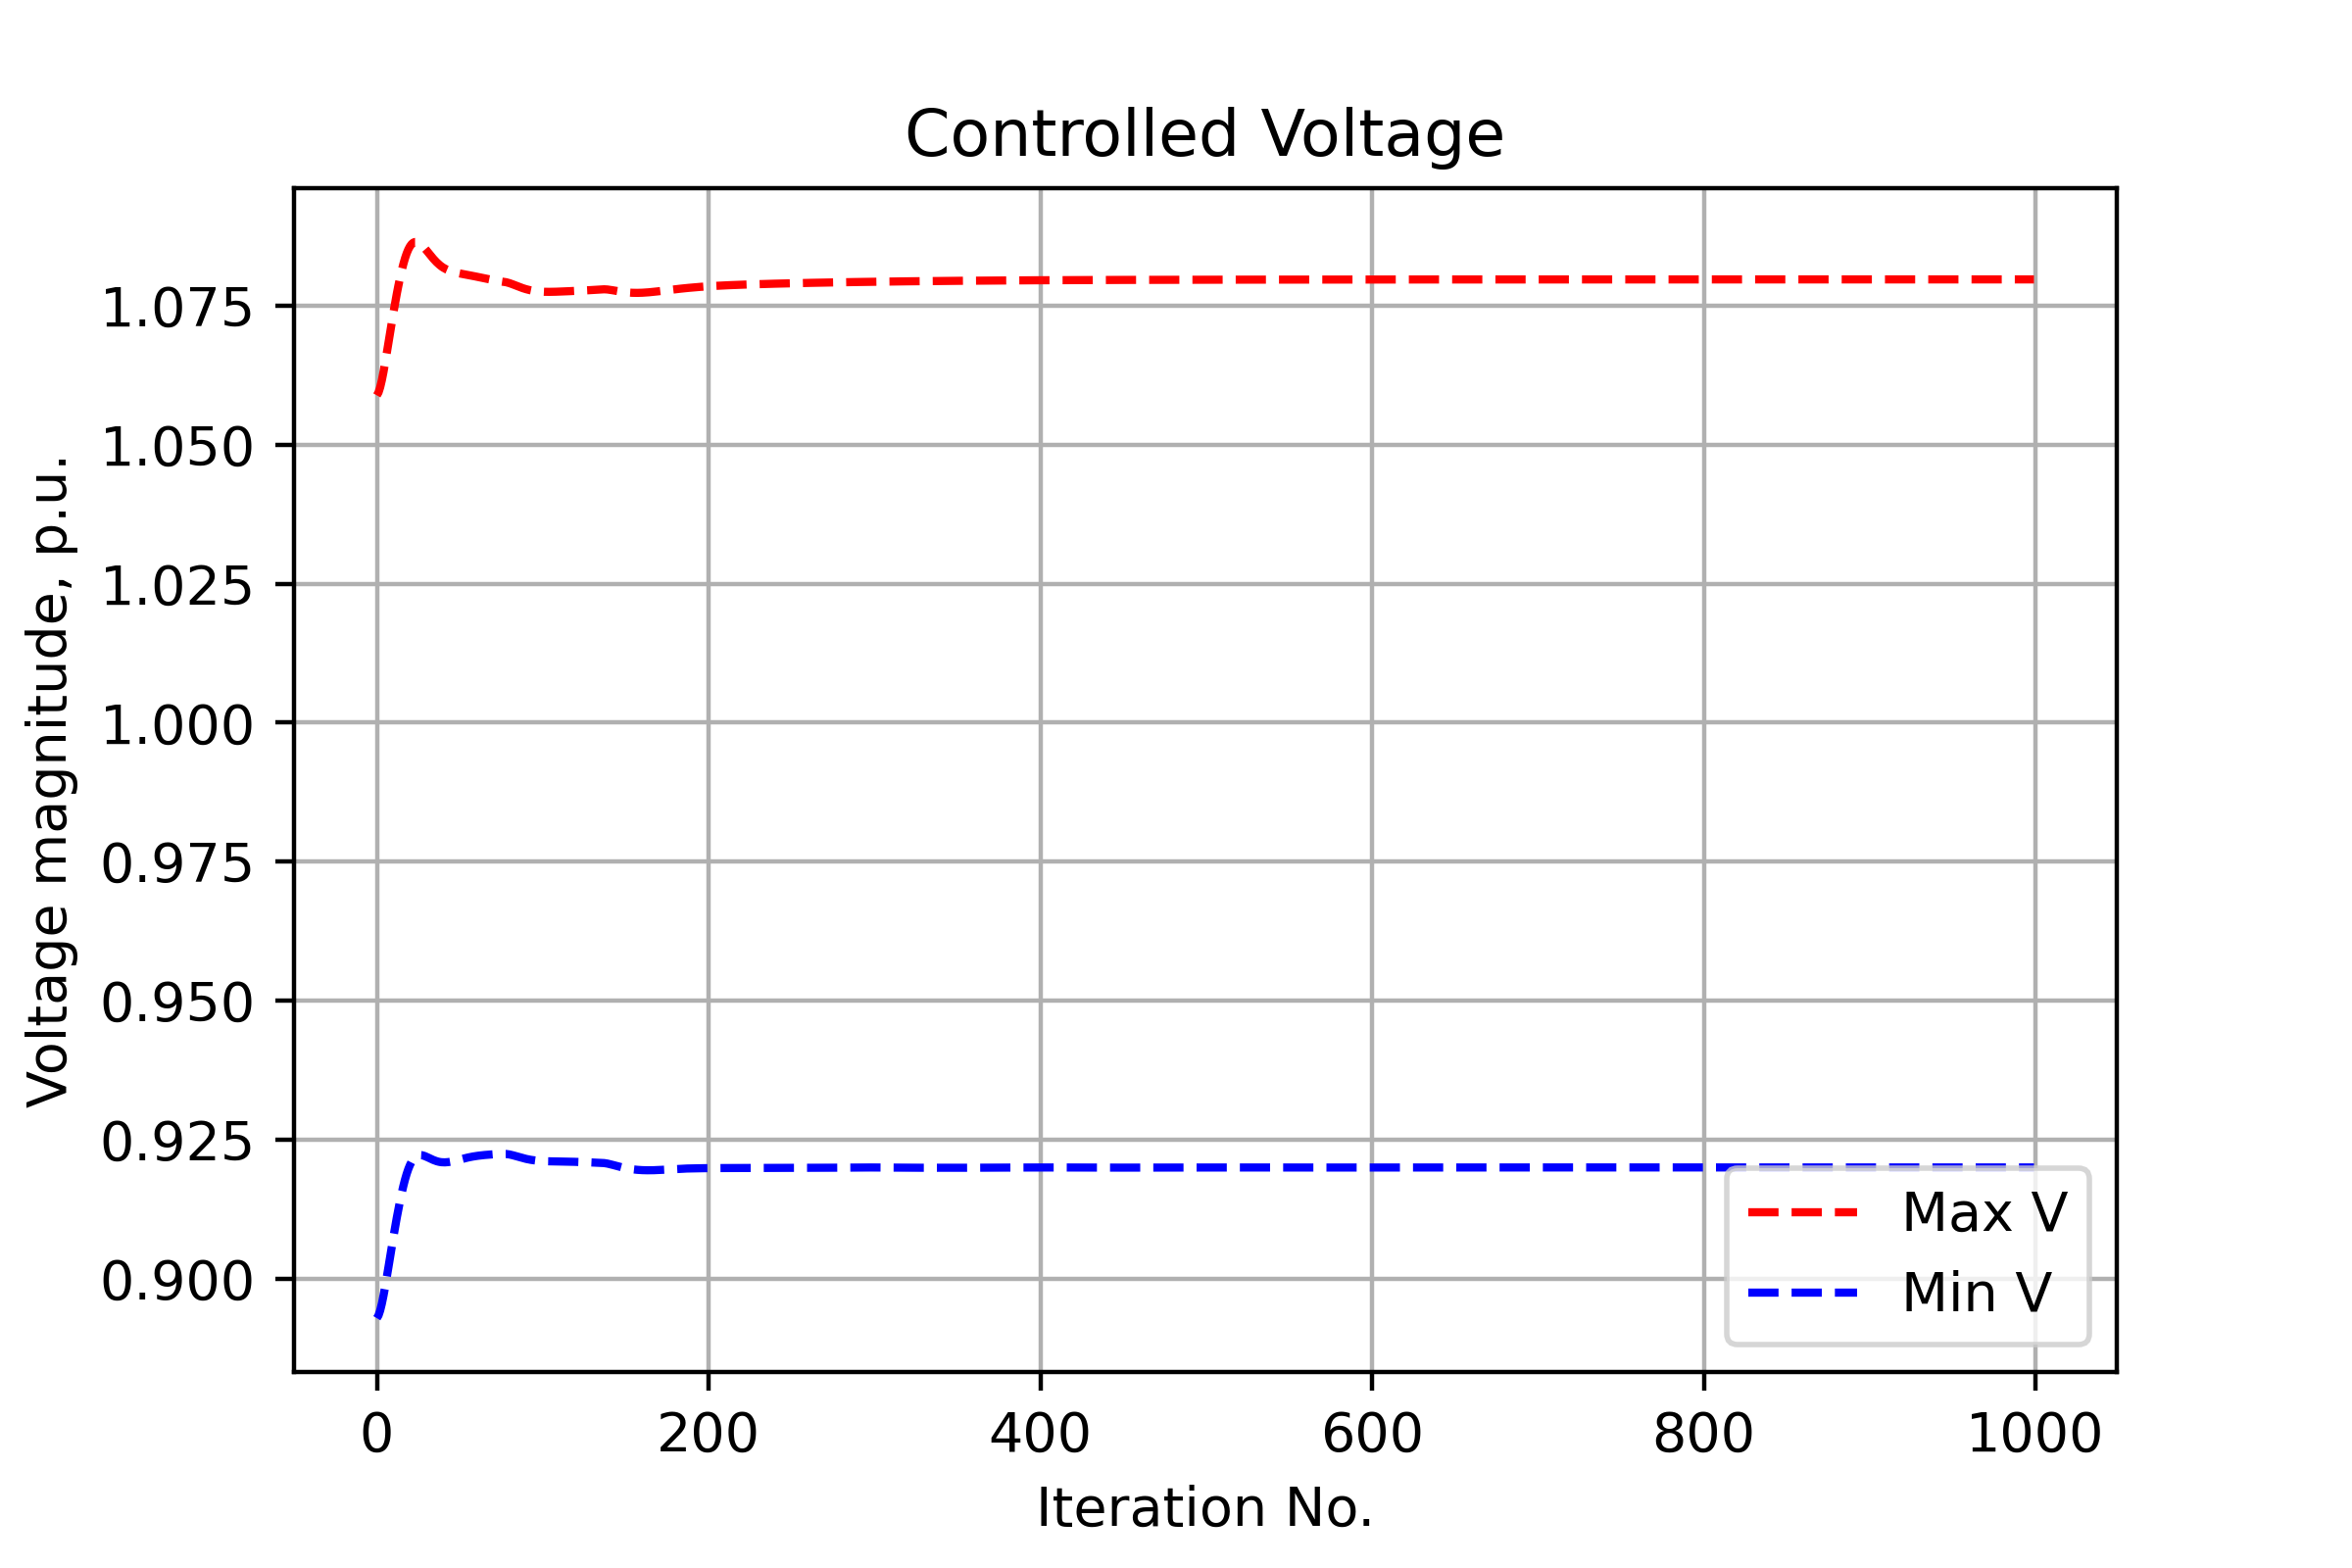 Controlled Voltage
Voltage magnitude, p.u.
1.075
1.050
1.025
1.000
0.975
0.950
0.925
0.900
Max V
Min V
0 200 400 600 800 1000
Iteration No.